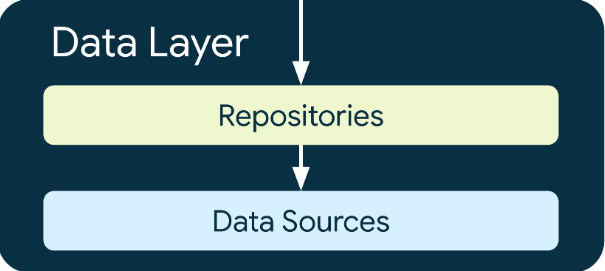 Data Layer
Repositories
Data Sources